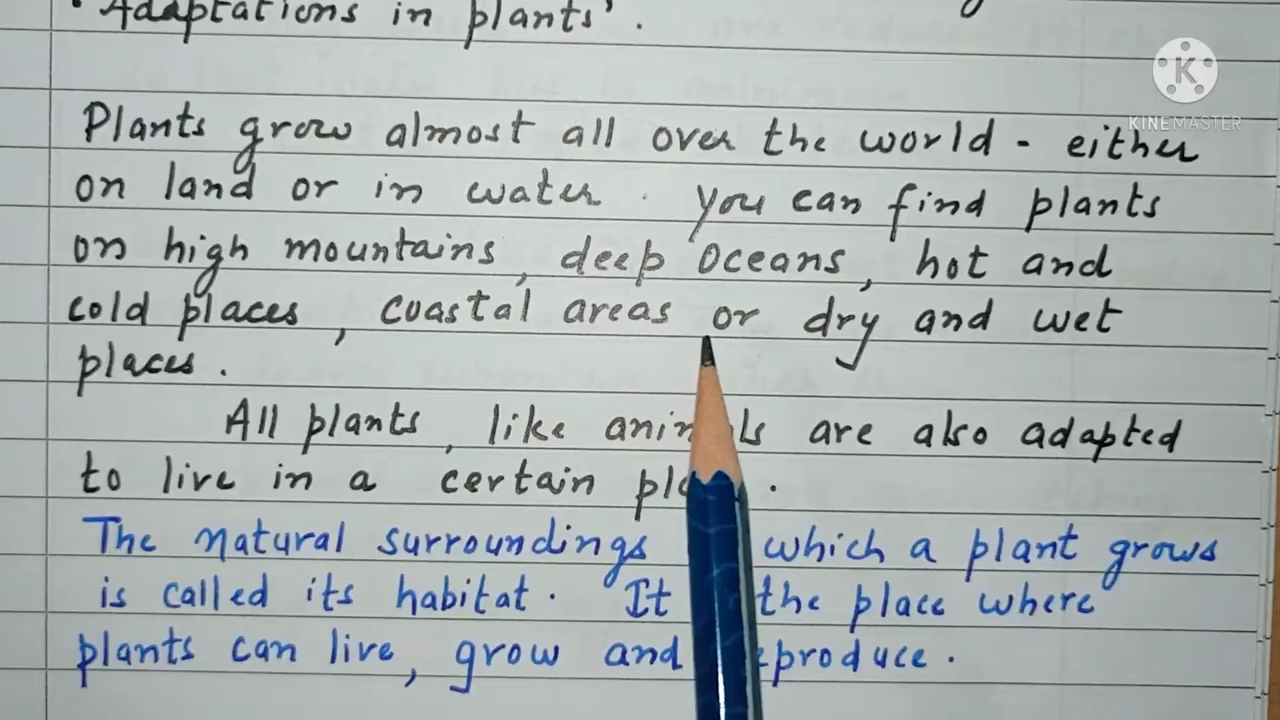 'Adaptations in plants'.
K
KINEMASTER
Plants grow almost all over the world - either
on land or in water. You can find plants
on high mountains, deep oceans, hot and
cold places, coastal areas or dry and wet
places.
All plants, like animals are also adapted
to live in a certain .
The natural surroundings which a plant grows
is called its habitat. It the place where
plants can live, grow and reproduce.